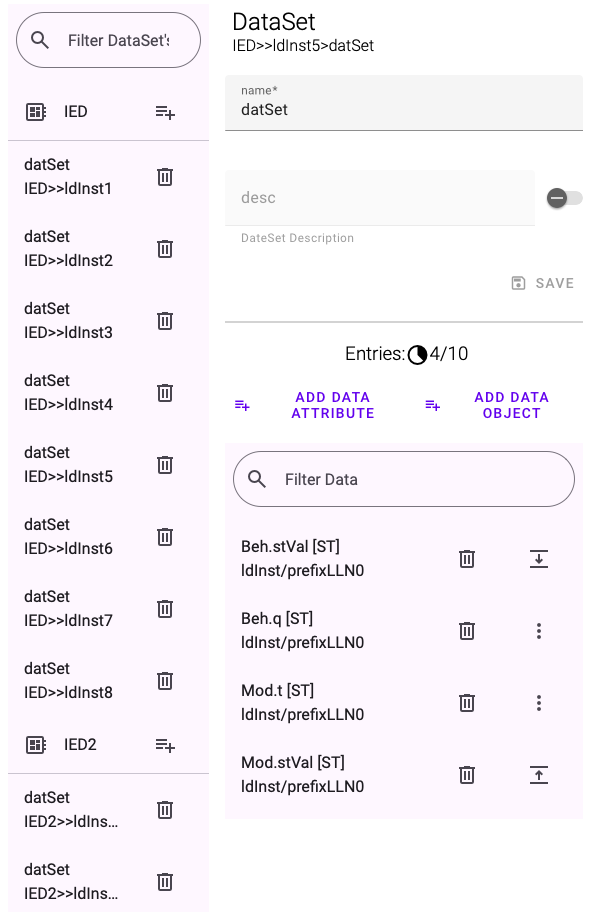 Filter DataSet's
IED
datSet
IED>>ldInst1
datSet
IED>>ldInst2
datSet
IED>>ldInst3
datSet
IED>>ldInst4
datSet
IED>>ldInst5
datSet
IED>>ldInst6
datSet
IED>>ldInst7
datSet
IED>>ldInst8
IED2
datSet
IED2>>ldIns…
datSet
IED2>>ldIns…
DataSet
IED>>ldInst5>datSet
name*
datSet
desc
DateSet Description
SAVE
Entries: 4/10
ADD DATA
ATTRIBUTE
ADD DATA
OBJECT
Filter Data
Beh.stVal [ST]
ldInst/prefixLLN0
Beh.q [ST]
ldInst/prefixLLN0
Mod.t [ST]
ldInst/prefixLLN0
Mod.stVal [ST]
ldInst/prefixLLN0